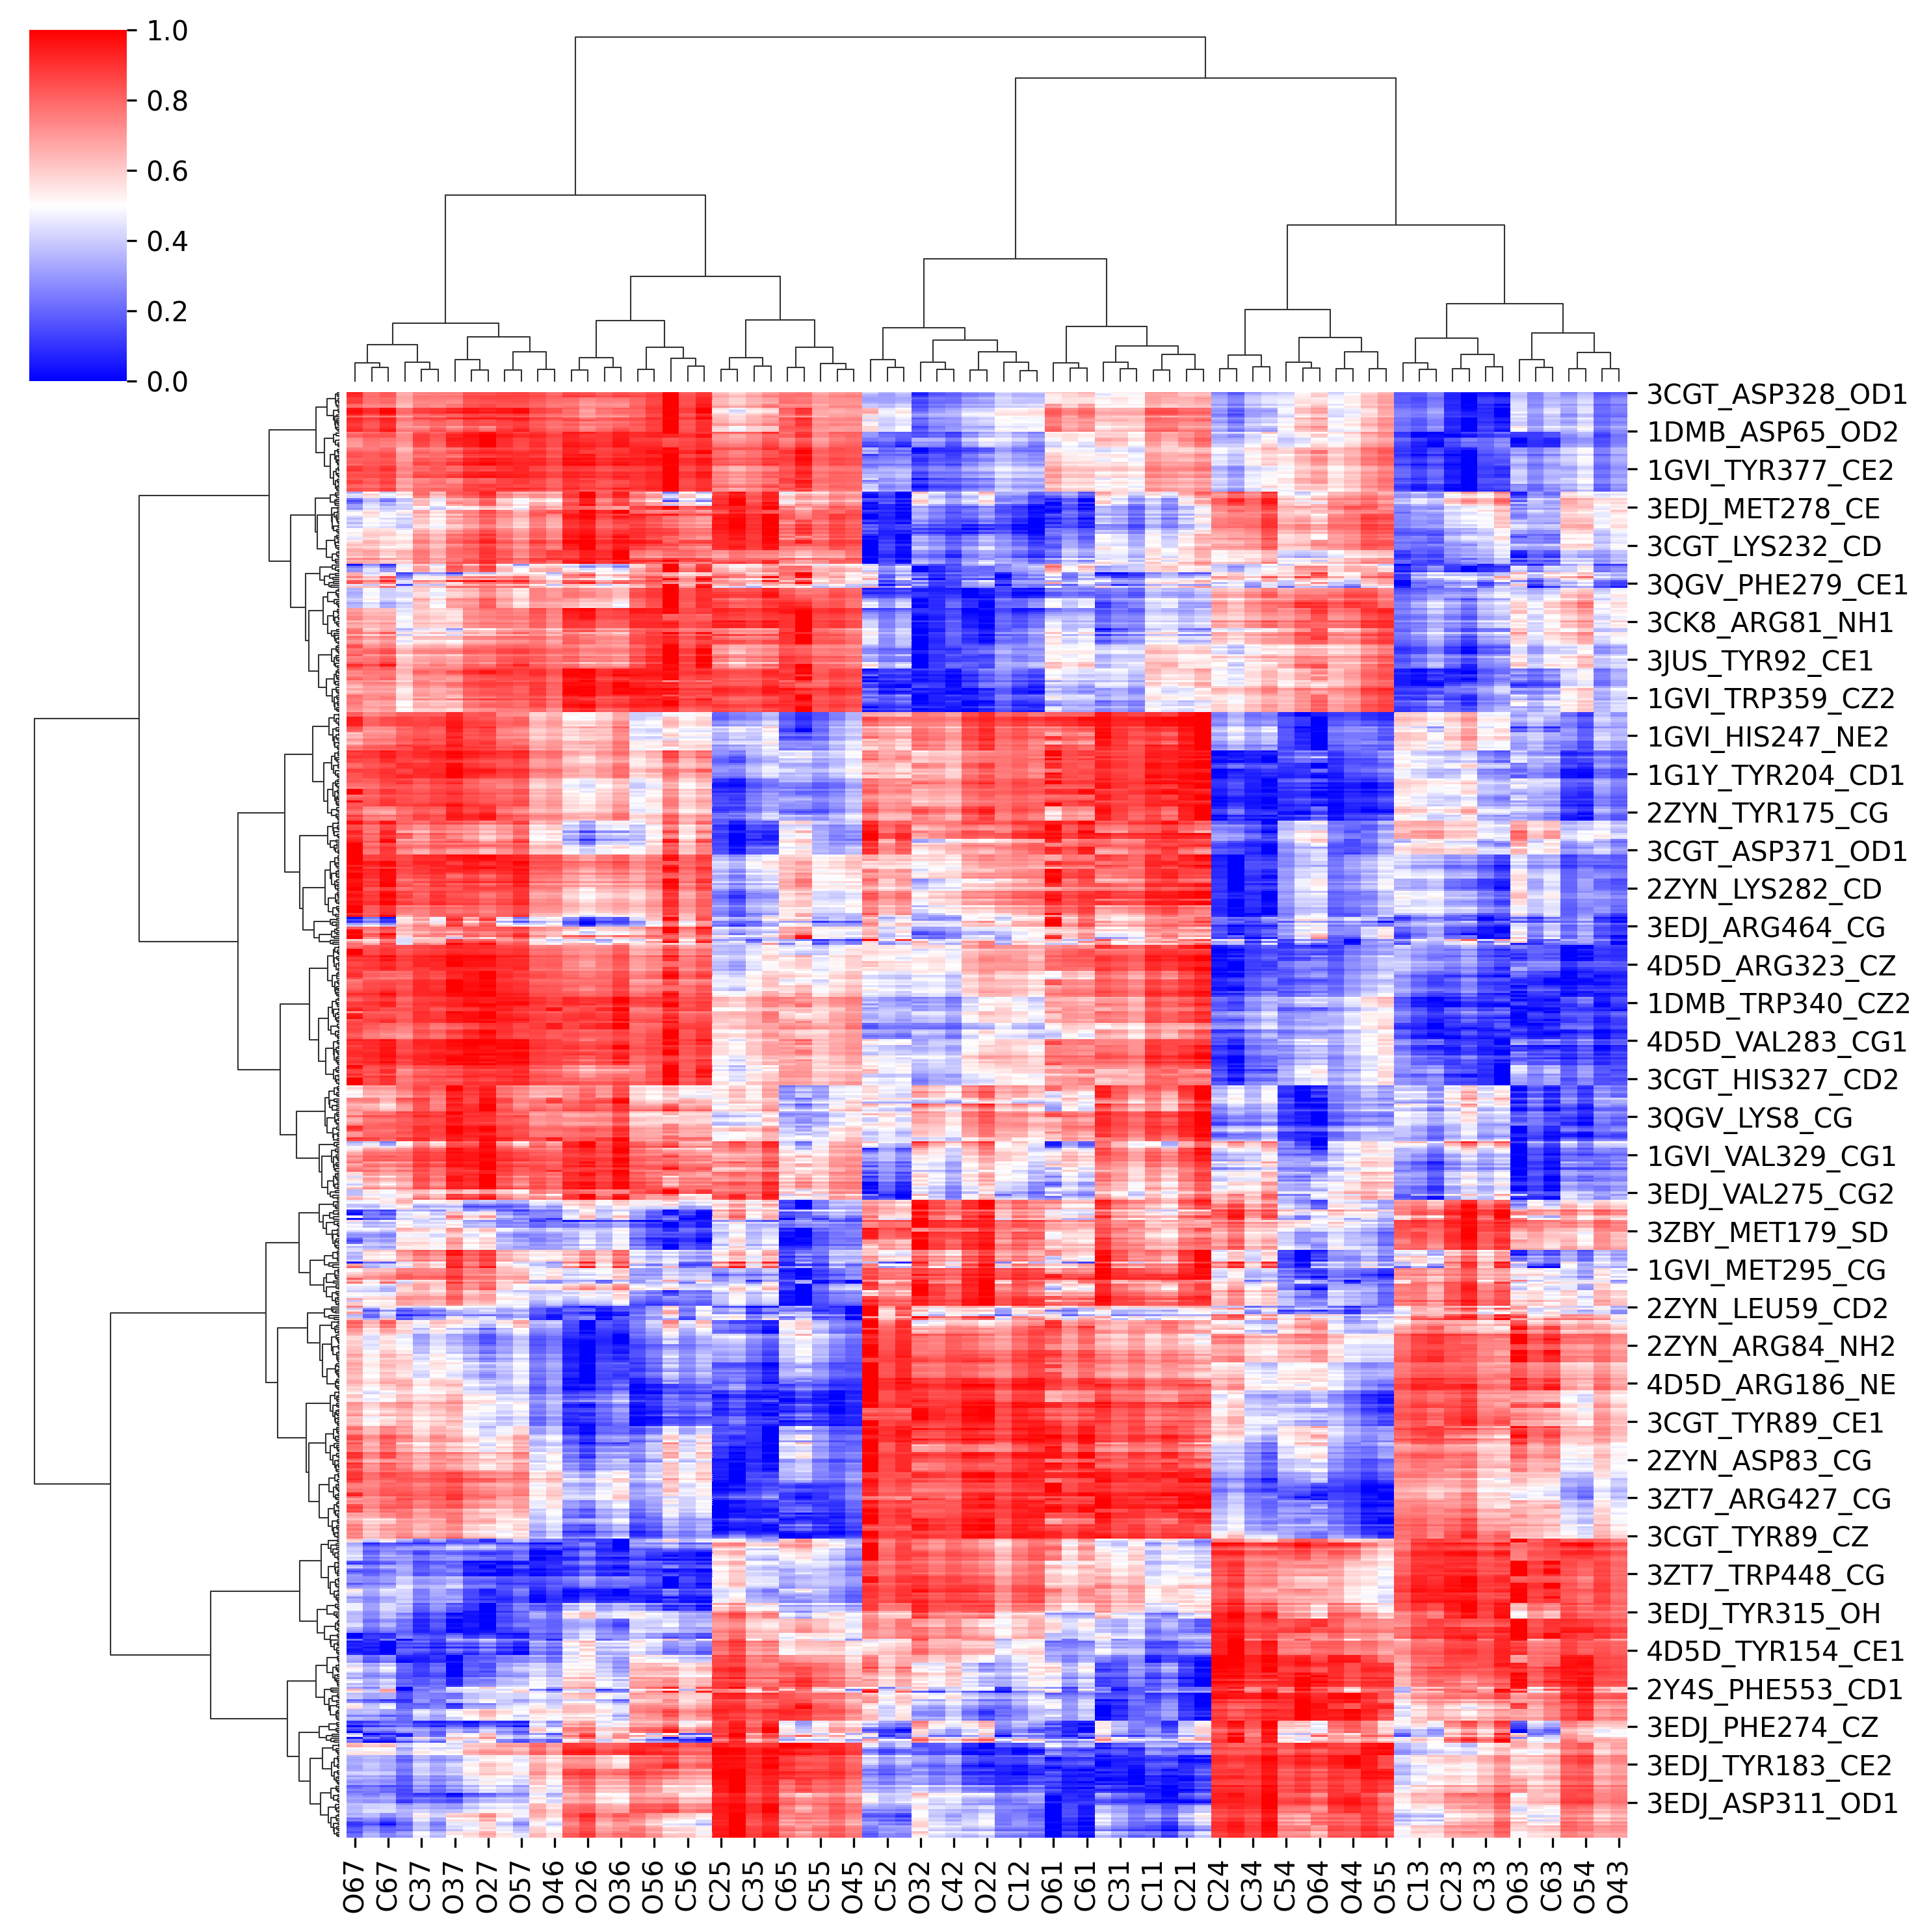 1.0
0.8
0.6
0.4
0.2
0.0
3CGT_ASP328_OD1
1DMB_ASP65_OD2
1GVI_TYR377_CE2
3EDJ_MET278_CE
3CGT_LYS232_CD
3QGV_PHE279_CE1
3CK8_ARG81_NH1
3JUS_TYR92_CE1
1GVI_TRP359_CZ2
1GVI_HIS247_NE2
1G1Y_TYR204_CD1
2ZYN_TYR175_CG
3CGT_ASP371_OD1
2ZYN_LYS282_CD
3EDJ_ARG464_CG
4D5D_ARG323_CZ
1DMB_TRP340_CZ2
4D5D_VAL283_CG1
3CGT_HIS327_CD2
3QGV_LYS8_CG
1GVI_VAL329_CG1
3EDJ_VAL275_CG2
3ZBY_MET179_SD
1GVI_MET295_CG
2ZYN_LEU59_CD2
2ZYN_ARG84_NH2
4D5D_ARG186_NE
3CGT_TYR89_CE1
2ZYN_ASP83_CG
3ZT7_ARG427_CG
3CGT_TYR89_CZ
3ZT7_TRP448_CG
3EDJ_TYR315_OH
4D5D_TYR154_CE1
2Y4S_PHE553_CD1
3EDJ_PHE274_CZ
3EDJ_TYR183_CE2
3EDJ_ASP311_OD1
O67
C67
C37
O37
O27
O57
O46
O26
O36
O56
C56
C25
C35
C65
C55
O45
C52
O32
C42
O22
C12
O61
C61
C31
C11
C21
C24
C34
C54
O64
O44
O55
C13
C23
C33
O63
C63
O54
O43